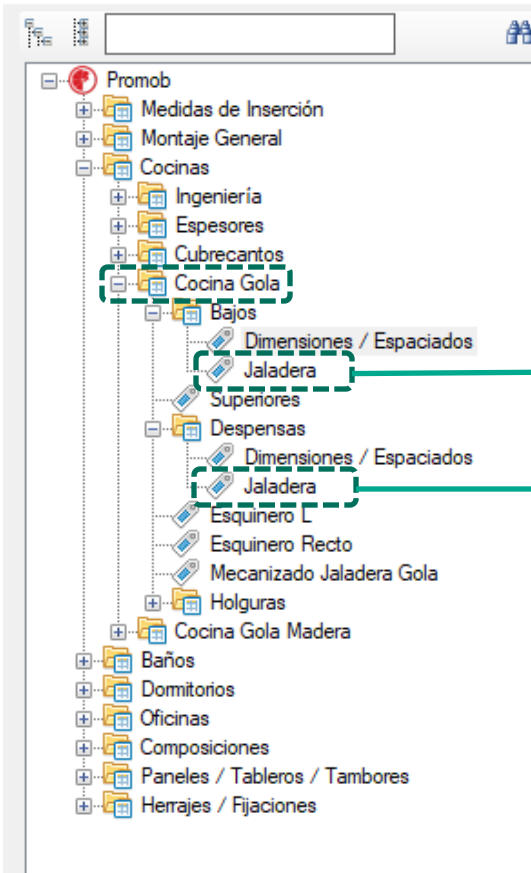 Promob
Medidas de Inserción
Montaje General
Cocinas
Ingeniería
Espesores
Cubrecantos
Cocina Gola
Bajos
Dimensiones / Espaciados
Jaladera
Superiores
Despensas
Dimensiones / Espaciados
Jaladera
Esquinero L
Esquinero Recto
Mecanizado Jaladera Gola
Holguras
Cocina Gola Madera
Baños
Dormitorios
Oficinas
Composiciones
Paneles / Tableros / Tambores
Herrajes / Fijaciones